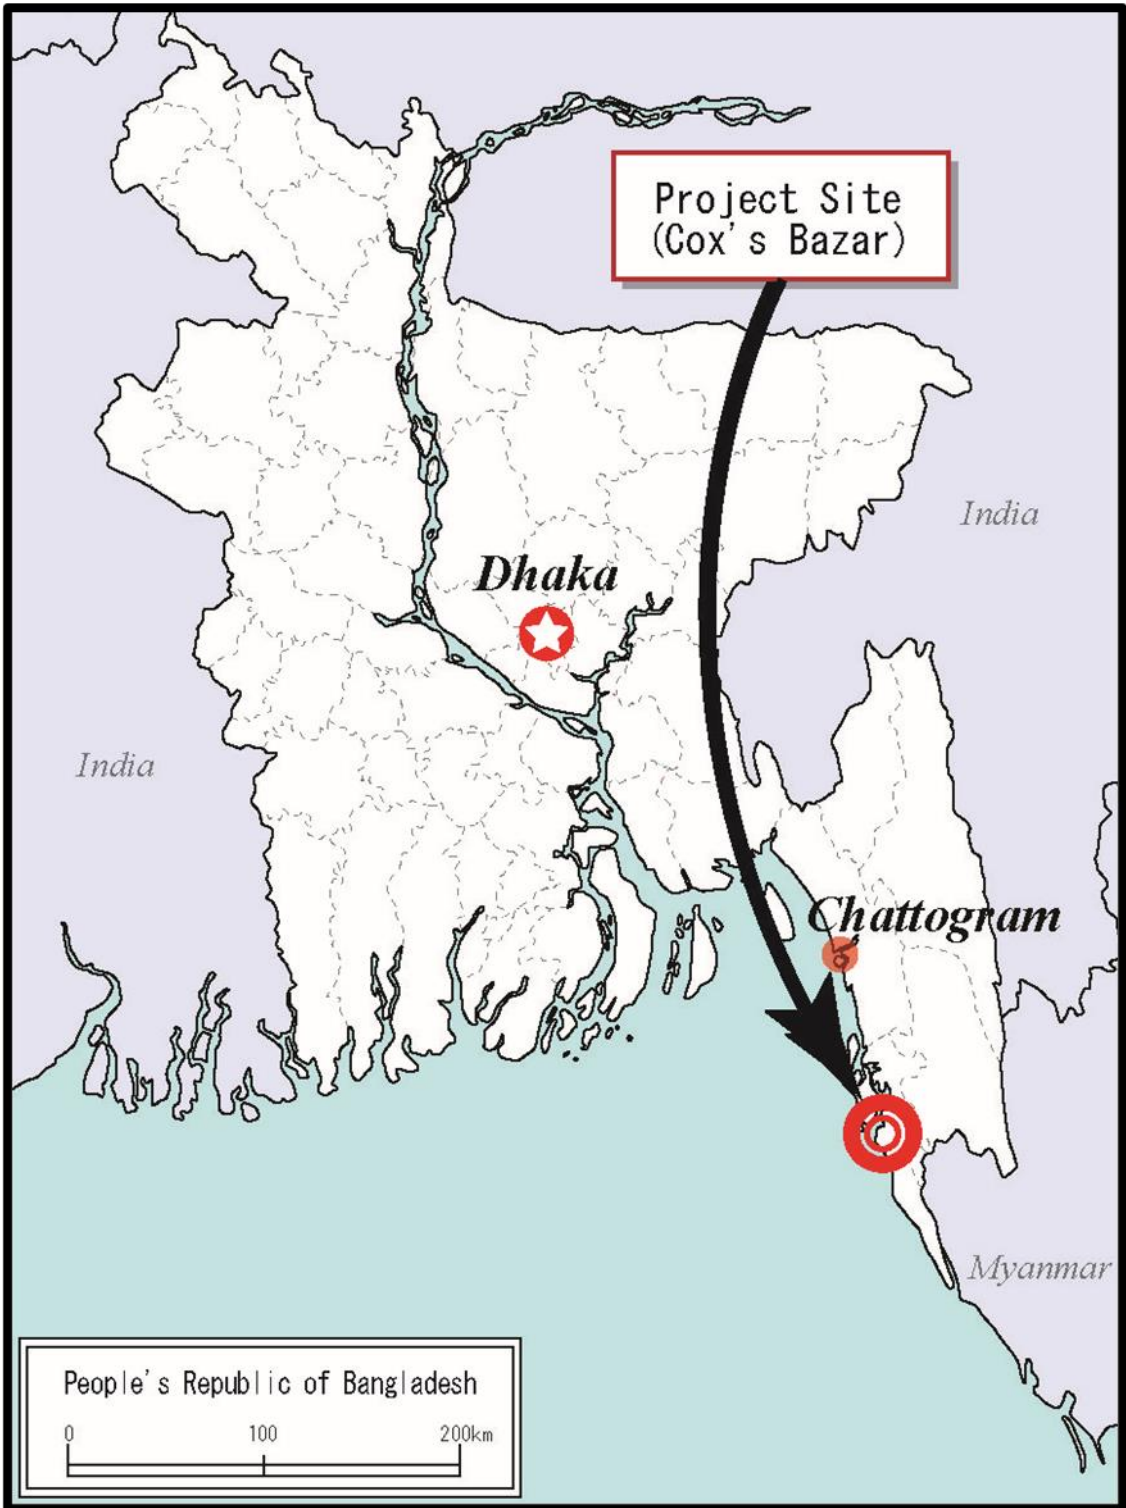 Project Site
(Cox's Bazar)
India
Dhaka
India
Chattogram
Myanmar
People's Republic of Bangladesh
0 100 200km